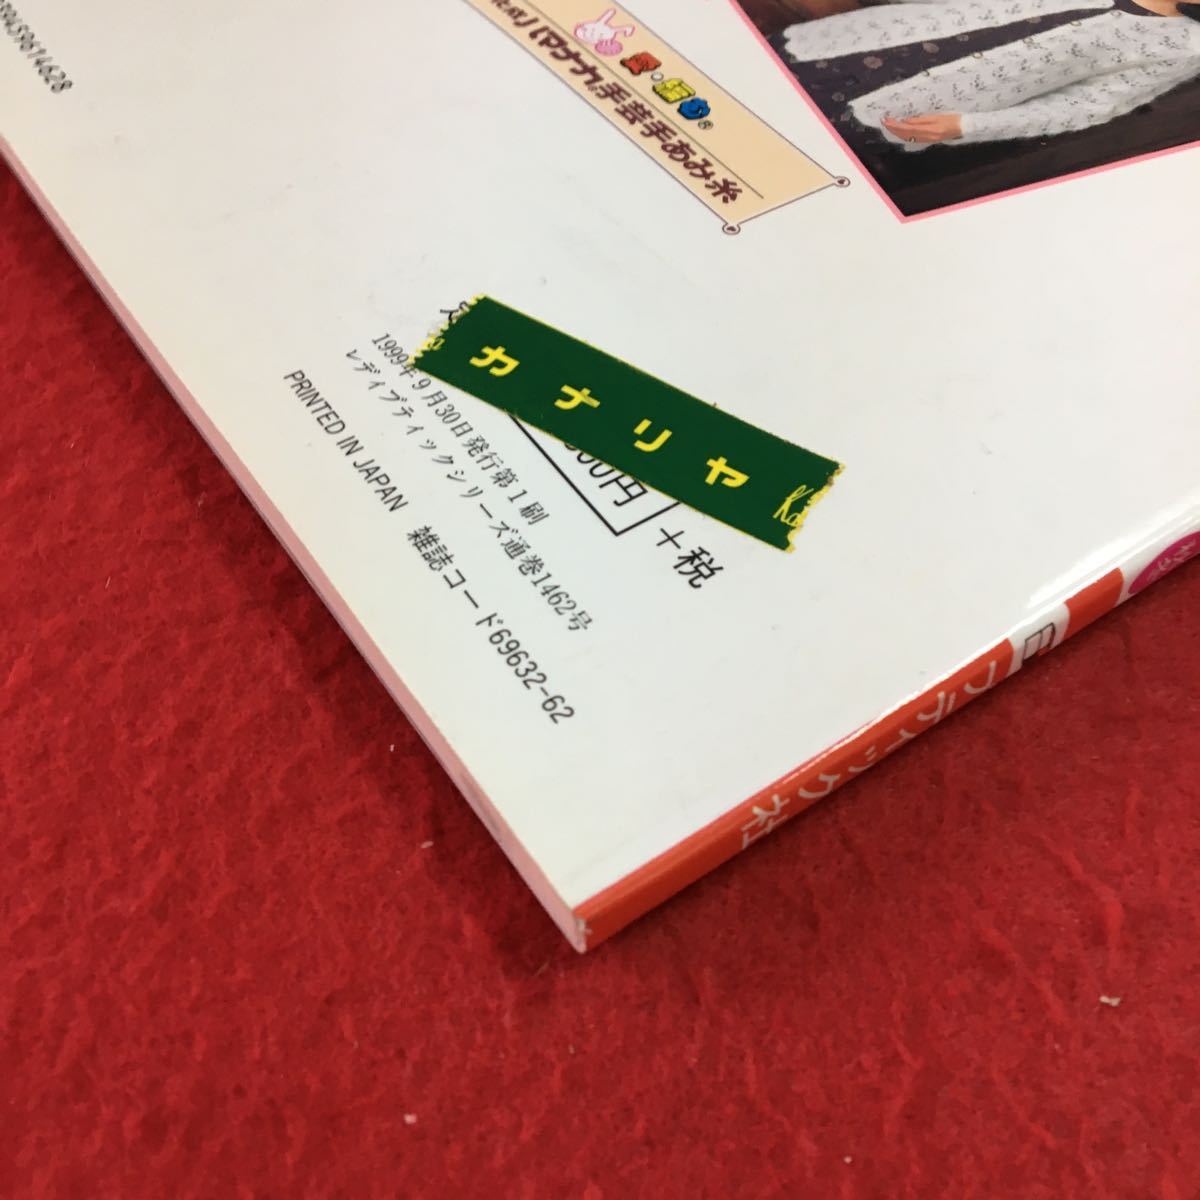 ハマナカ手芸手あみ糸
カナリヤ
円
+税
1999年9月30日発行第1刷
レディブティックシリーズ通巻1462号
PRINTED IN JAPAN 雑誌コード69632-62
ブティック社